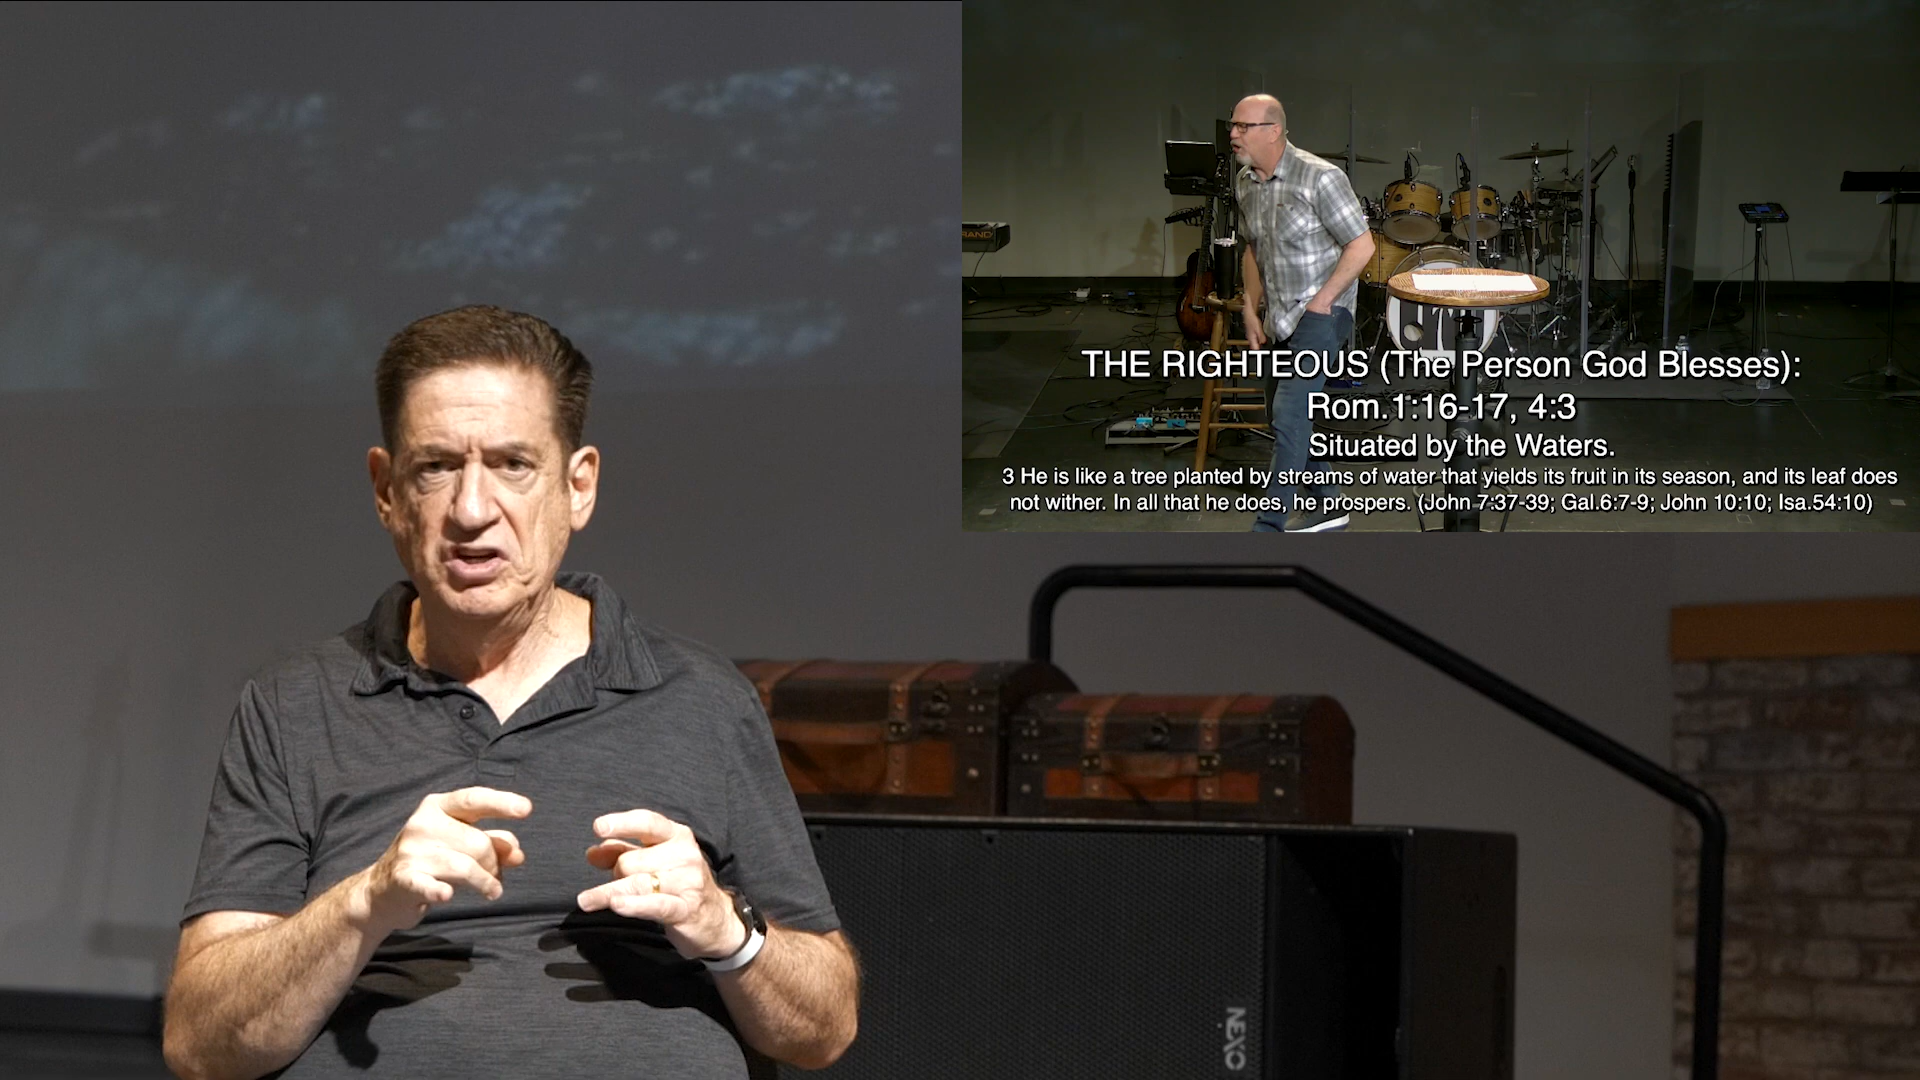 RAND
THE RIGHTEOUS (The Person God Blesses):
Rom.1:16-17, 4:3
Situated by the Waters.
3 He is like a tree planted by streams of water that yields its fruit in its season, and its leaf does
not wither. In all that he does, he prospers. (John 7:37-39; Gal.6:7-9; John 10:10; Isa.54:10)
NEXO